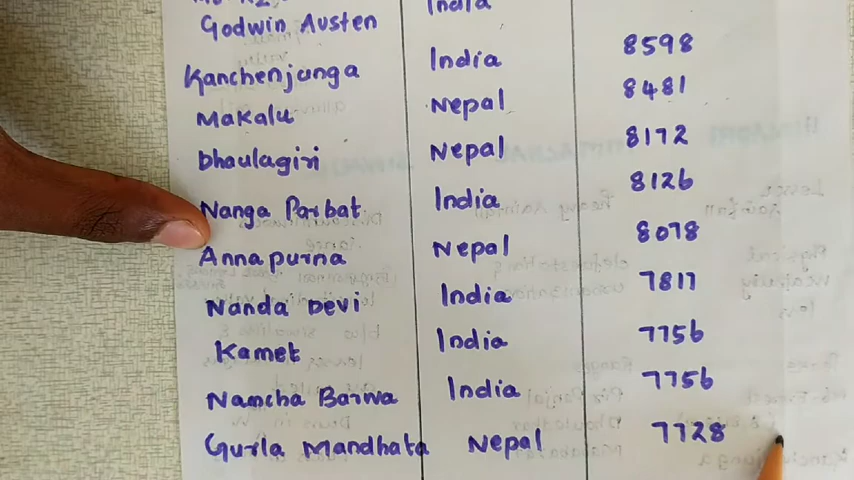 Godwin Austen India
Kanchenjunga India 8598
Makalu Nepal 8481
Dhaulagiri Nepal 8172
Nanga Parbat India 8126
Annapurna Nepal 8078
Nanda Devi India 7817
Kamet India 7756
Namcha Barwa India 7756
Gurla Mandhata Nepal 7728